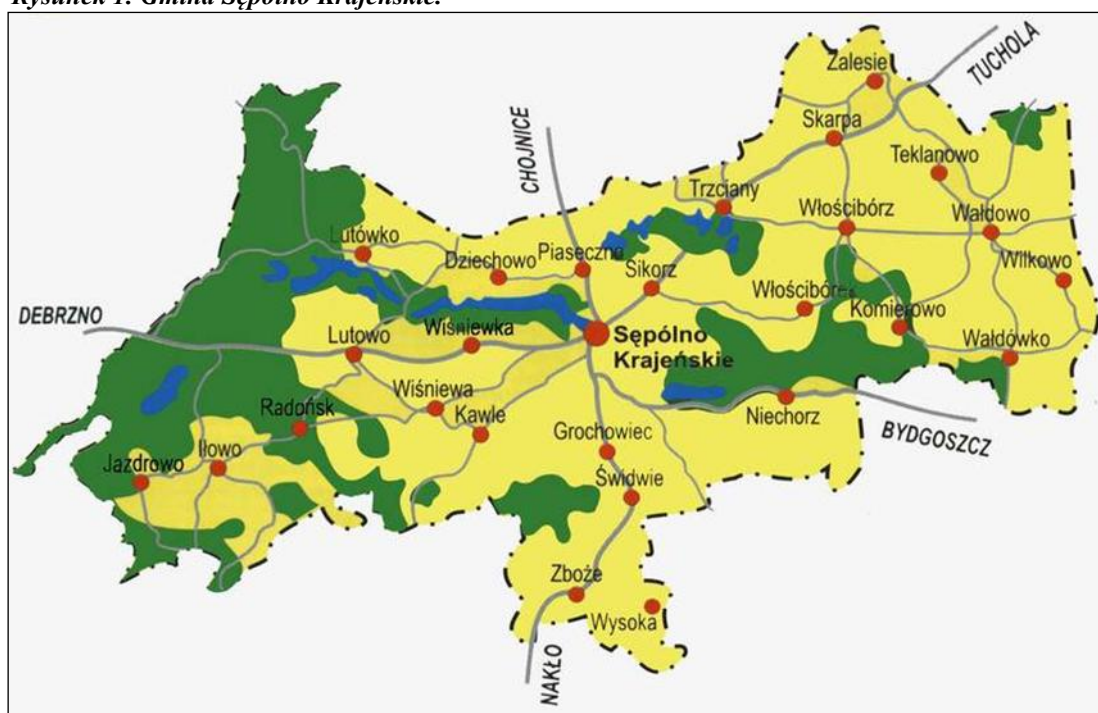 Rysunek 1. Gmina Sępólno Krajeńskie.
Zalesie
TUCHOLA
Skarpa
CHOJNICE
Teklanowo
Trzciany
Włościbórz
Wałdowo
Lutówko
Dziechowo
Piaseczno
Sikorz
Wilkowo
Włościbórek
Komierowo
DEBRZNO
Lutowo
Wiśniewka
Sępólno
Krajeńskie
Wałdówko
Wiśniewa
Radońsk
Kawle
Niechorz
BYDGOSZCZ
Grochowiec
Jazdrowo
Iłowo
Świdwie
Zboże
Wysoka
NAKŁO